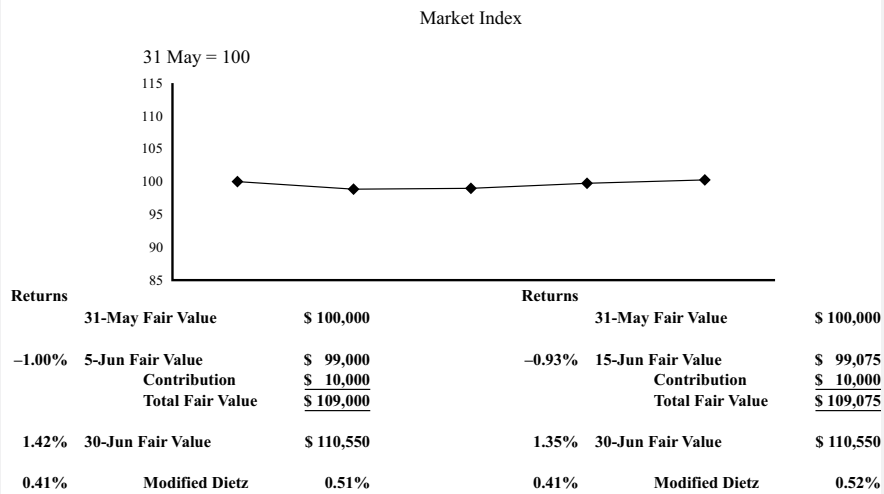 Market Index
31 May = 100
115
110
105
100
95
90
85
Returns
31-May Fair Value $ 100,000
–1.00% 5-Jun Fair Value $ 99,000
Contribution $ 10,000
Total Fair Value $ 109,000
1.42% 30-Jun Fair Value $ 110,550
0.41% Modified Dietz 0.51%
Returns
31-May Fair Value $ 100,000
–0.93% 15-Jun Fair Value $ 99,075
Contribution $ 10,000
Total Fair Value $ 109,075
1.35% 30-Jun Fair Value $ 110,550
0.41% Modified Dietz 0.52%